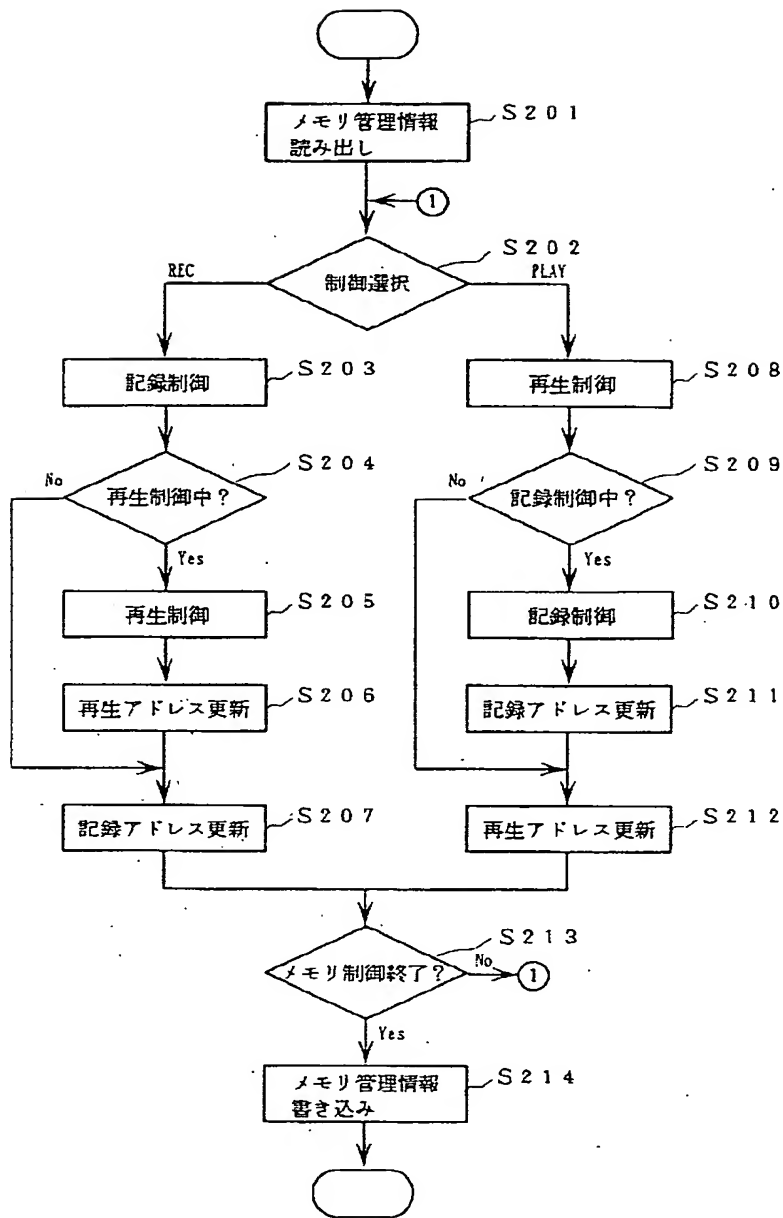 メモリ管理情報
読み出し
S201
①
S202
制御選択
REC
PLAY
S203
記録制御
S208
再生制御
S204
No
再生制御中?
Yes
S209
No
記録制御中?
Yes
S205
再生制御
S210
記録制御
S206
再生アドレス更新
S211
記録アドレス更新
S207
記録アドレス更新
S212
再生アドレス更新
S213
メモリ制御終了?
No
①
Yes
S214
メモリ管理情報
書き込み